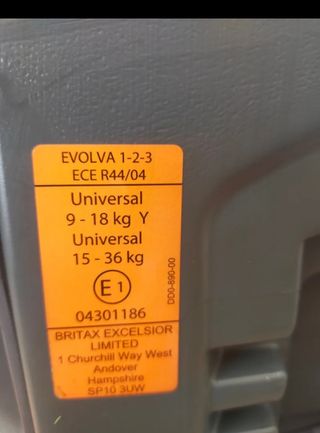 EVOLVA 1-2-3
ECE R44/04
Universal
9 - 18 kg Y
Universal
15 - 36 kg
E 1
04301186
DD0-890-00
BRITAX EXCELSIOR
LIMITED
1 Churchill Way West
Andover
Hampshire
SP10 3UW